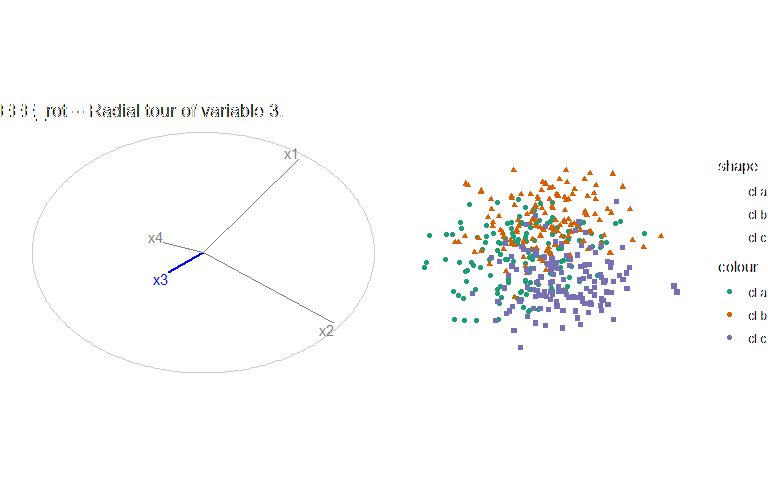 rot --- Radial tour of variable 3.
x1
x4
x3
x2
shape
cl a
cl b
cl c
colour
cl a
cl b
cl c